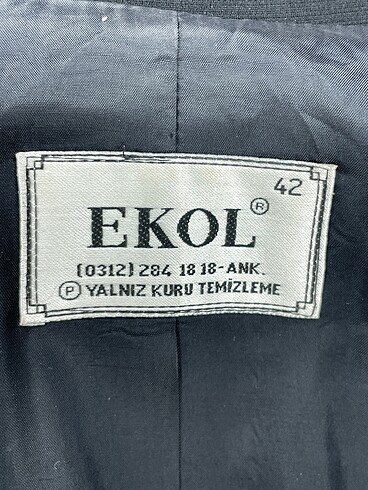 42
EKOL®
(0312) 284 18 18-ANK.
Ⓟ YALNIZ KURU TEMİZLEME